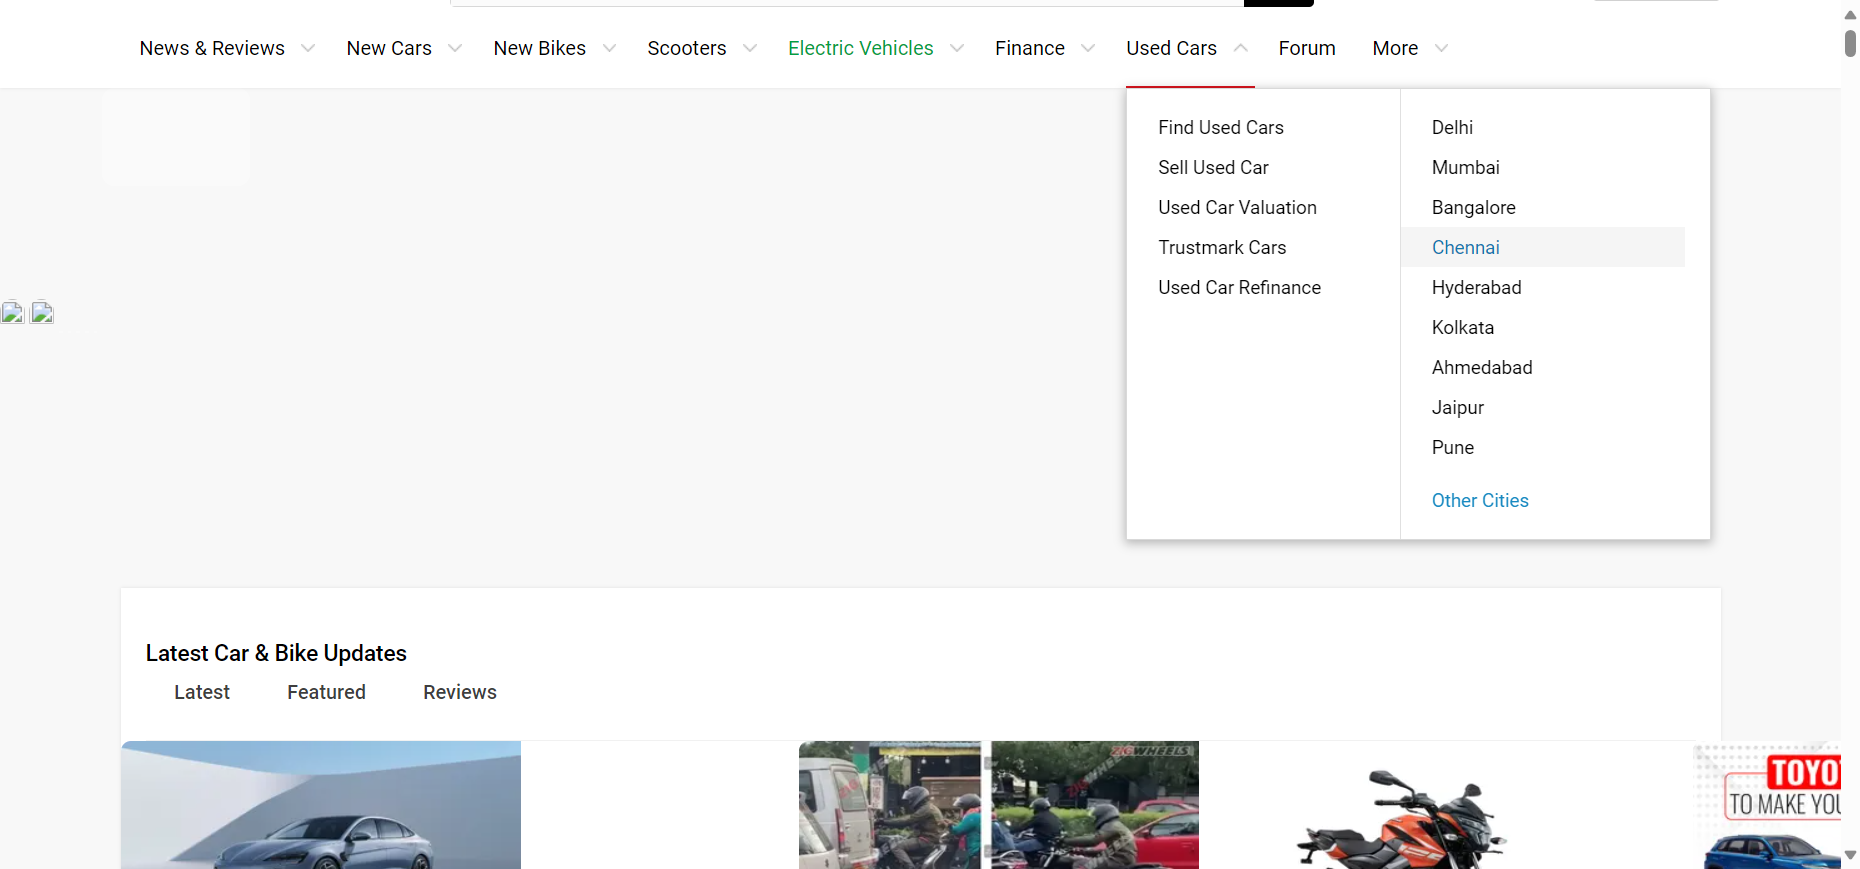 News & Reviews New Cars New Bikes Scooters Electric Vehicles Finance Used Cars Forum More
Find Used Cars
Sell Used Car
Used Car Valuation
Trustmark Cars
Used Car Refinance
Delhi
Mumbai
Bangalore
Chennai
Hyderabad
Kolkata
Ahmedabad
Jaipur
Pune
Other Cities
Latest Car & Bike Updates
Latest Featured Reviews
ZIGWHEELS
TOYO
TO MAKE YOU